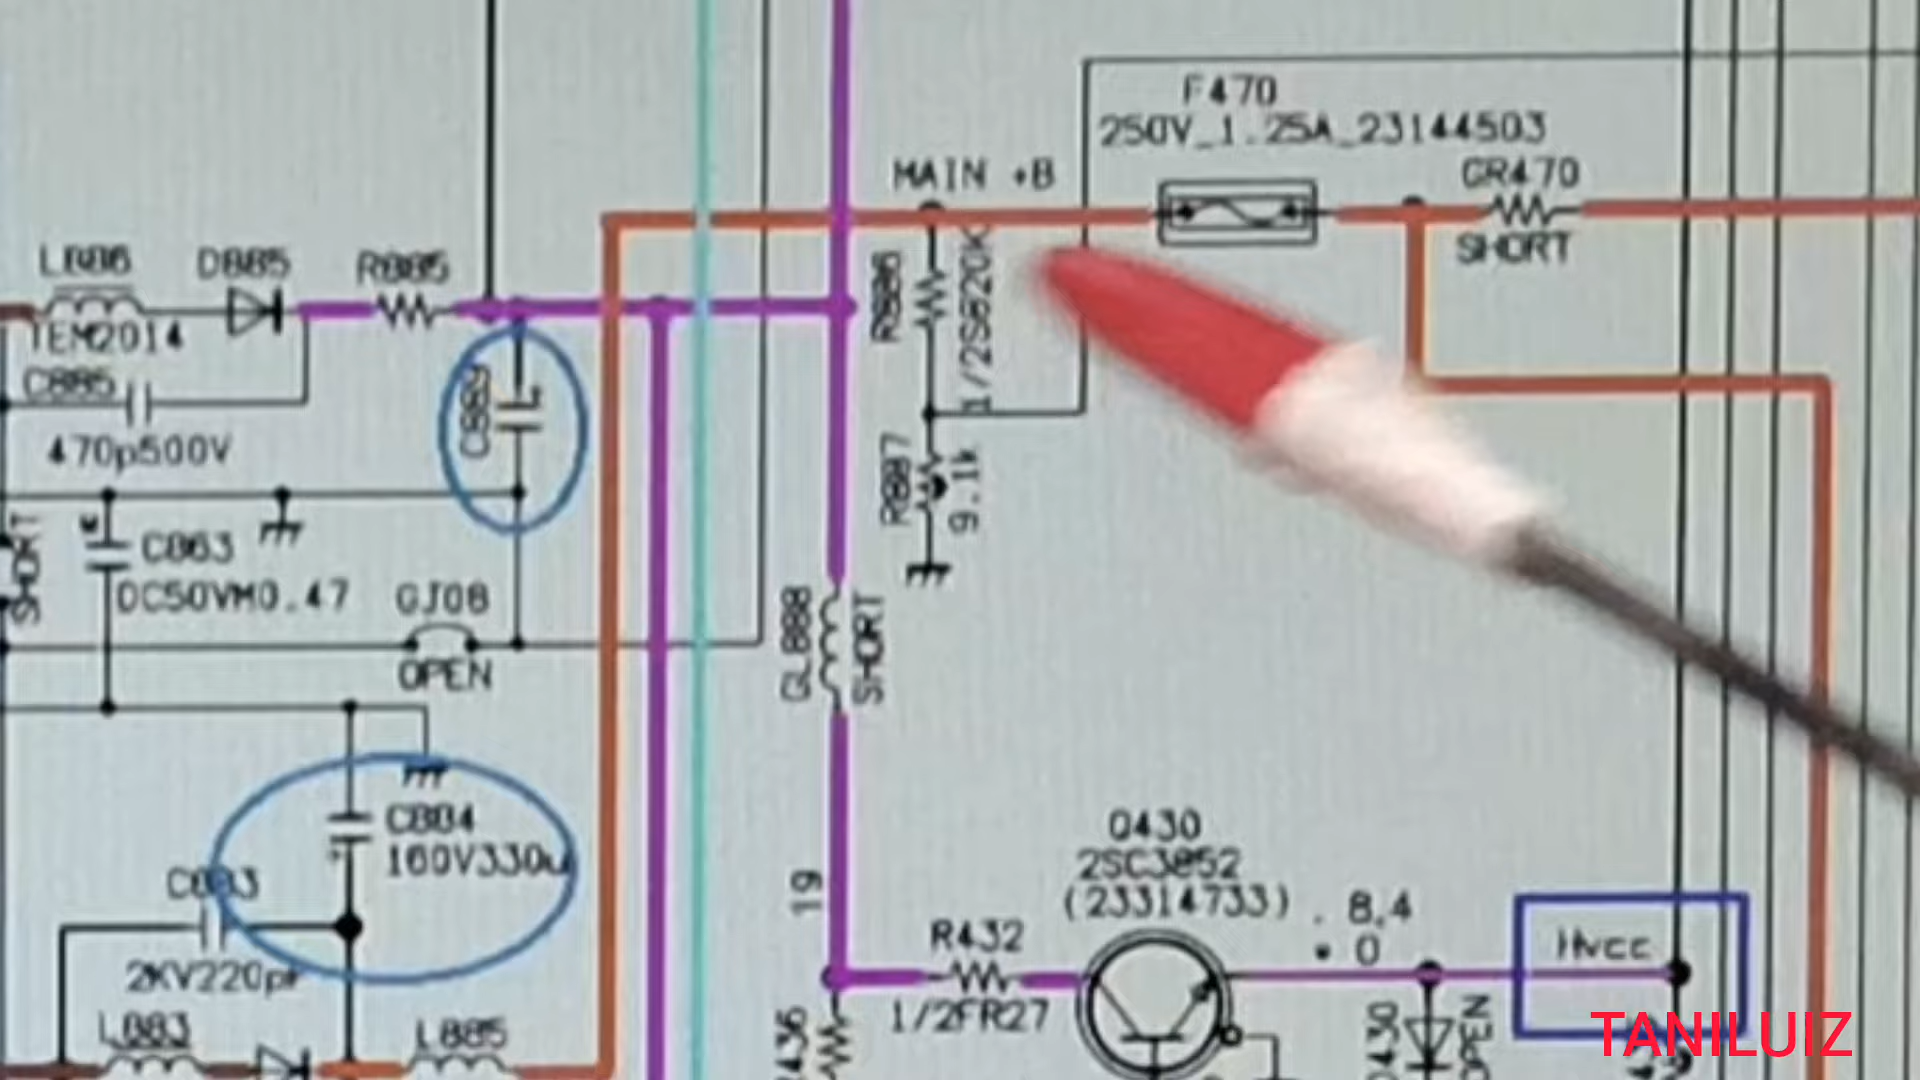 F470
250V_1.25A_23144503
MAIN +B
GR470
SHORT
L886
D885
R885
TEM2014
C885
470p500V
C889
R886
1/2S820K
R887
9.1k
SHORT
C863
DC50VM0.47
GJ08
OPEN
GL888
SHORT
C884
160V330u
C883
2KV220pF
L883
L885
19
Q430
2SC3852
(23314733)
. 8.4
* 0
R432
1/2FR27
Hvcc
TANILUIZ